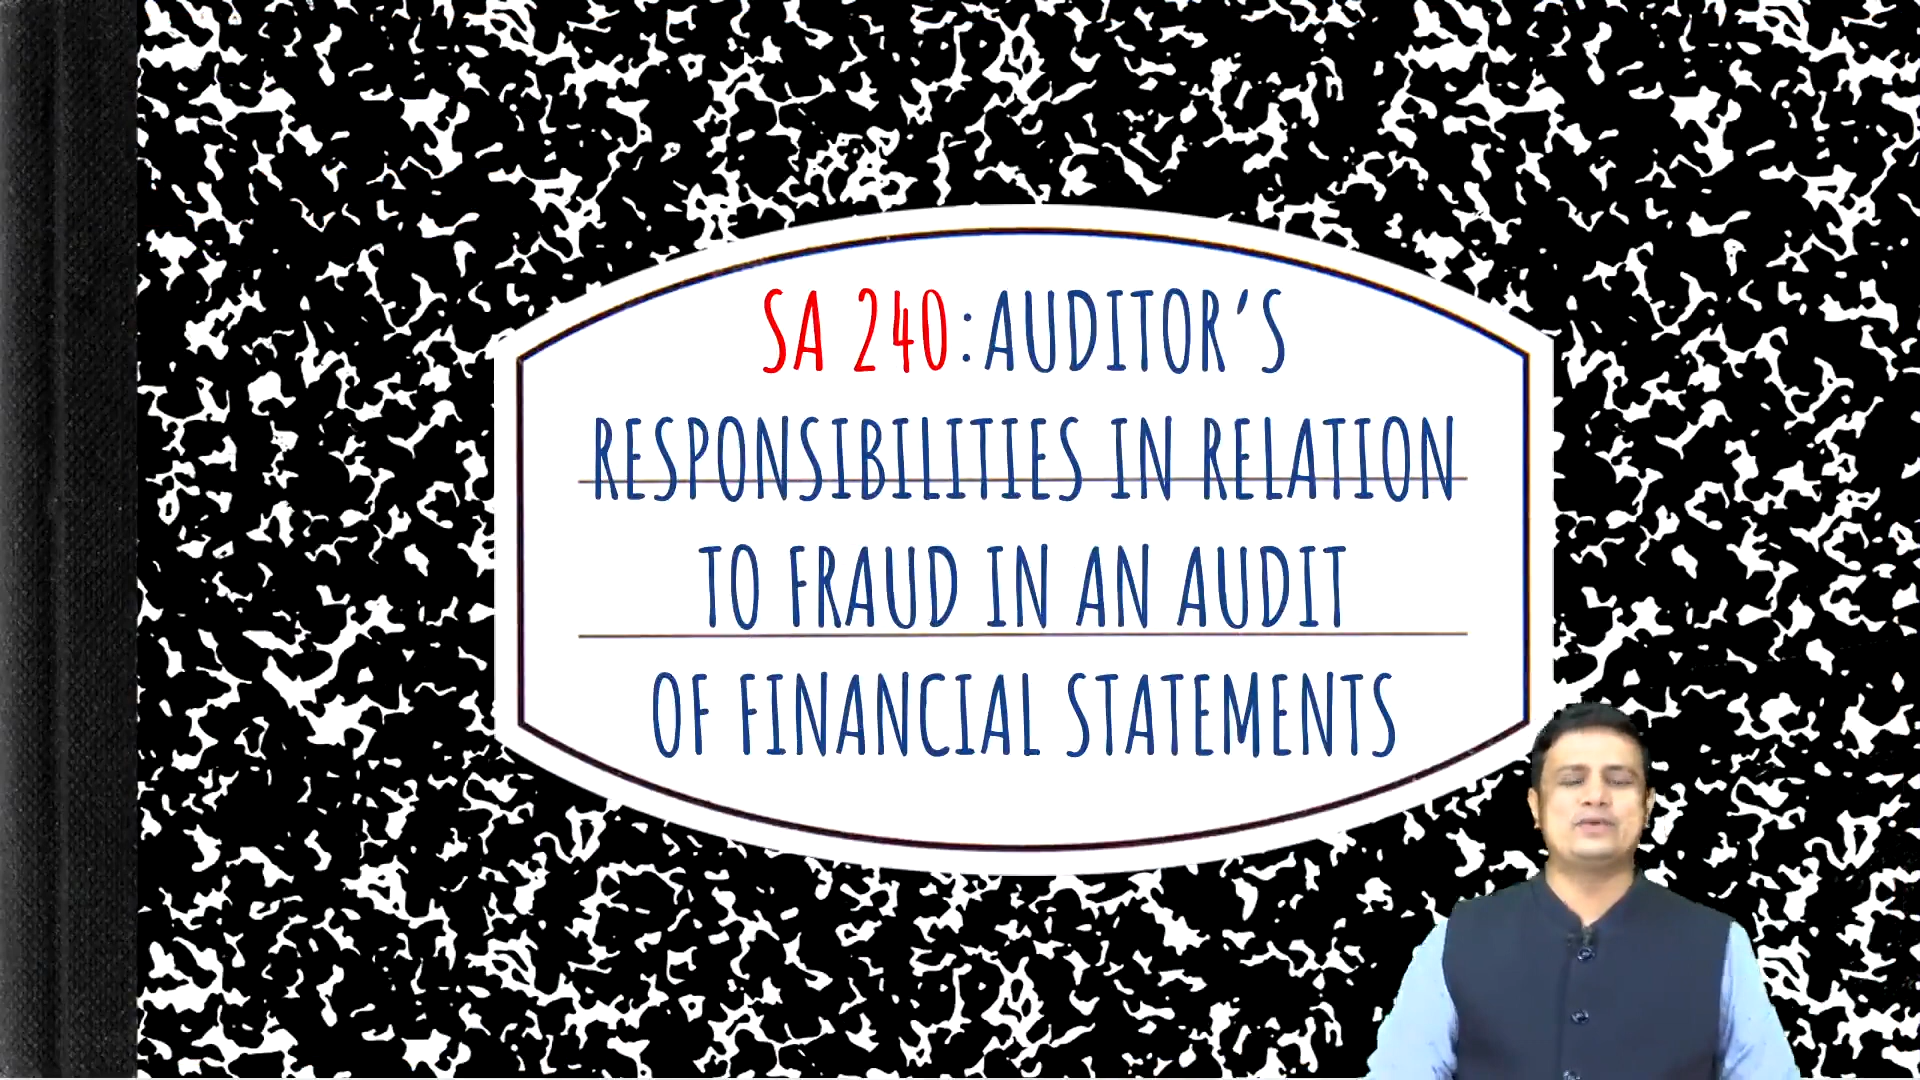 SA 240:AUDITOR’S
RESPONSIBILITIES IN RELATION
TO FRAUD IN AN AUDIT
OF FINANCIAL STATEMENTS